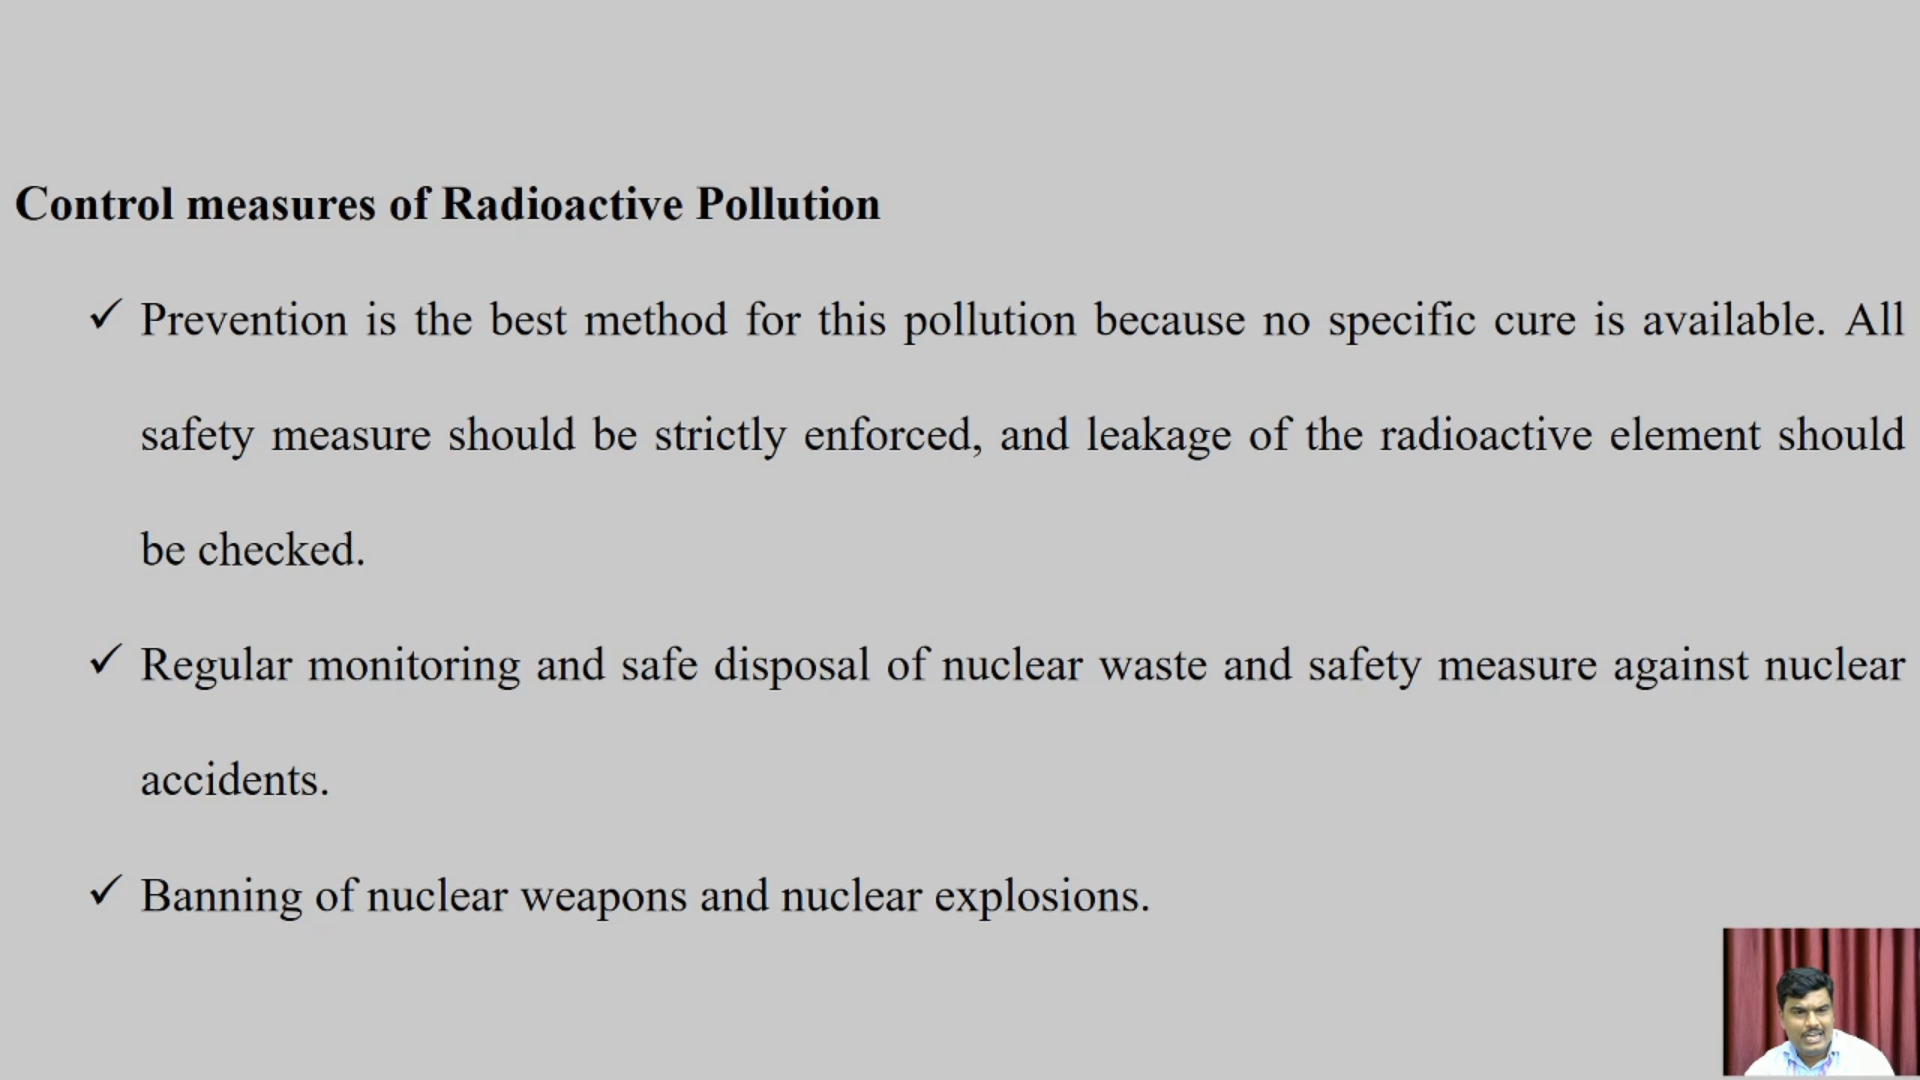 Control measures of Radioactive Pollution
✓ Prevention is the best method for this pollution because no specific cure is available. All
safety measure should be strictly enforced, and leakage of the radioactive element should
be checked.
✓ Regular monitoring and safe disposal of nuclear waste and safety measure against nuclear
accidents.
✓ Banning of nuclear weapons and nuclear explosions.